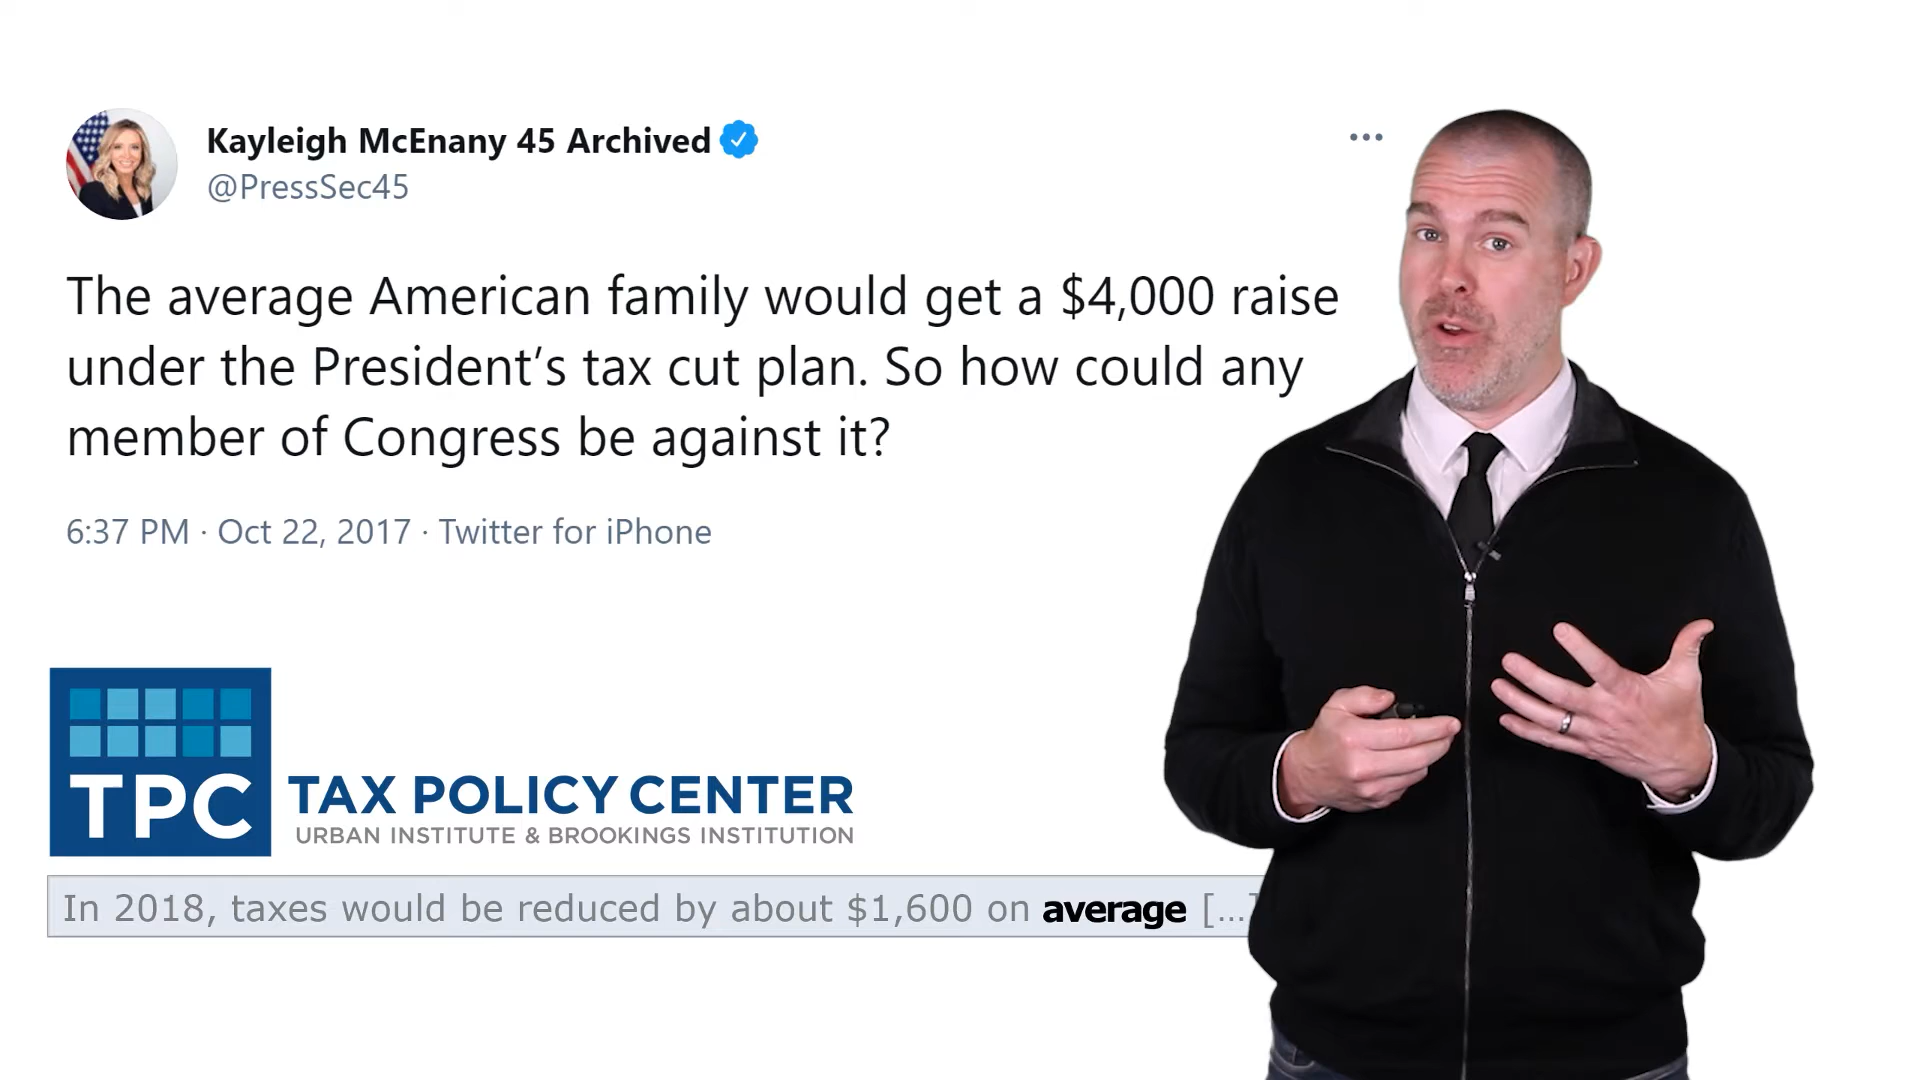 Kayleigh McEnany 45 Archived
@PressSec45
The average American family would get a $4,000 raise
under the President’s tax cut plan. So how could any
member of Congress be against it?
6:37 PM · Oct 22, 2017 · Twitter for iPhone
TPC TAX POLICY CENTER
URBAN INSTITUTE & BROOKINGS INSTITUTION
In 2018, taxes would be reduced by about $1,600 on average […]